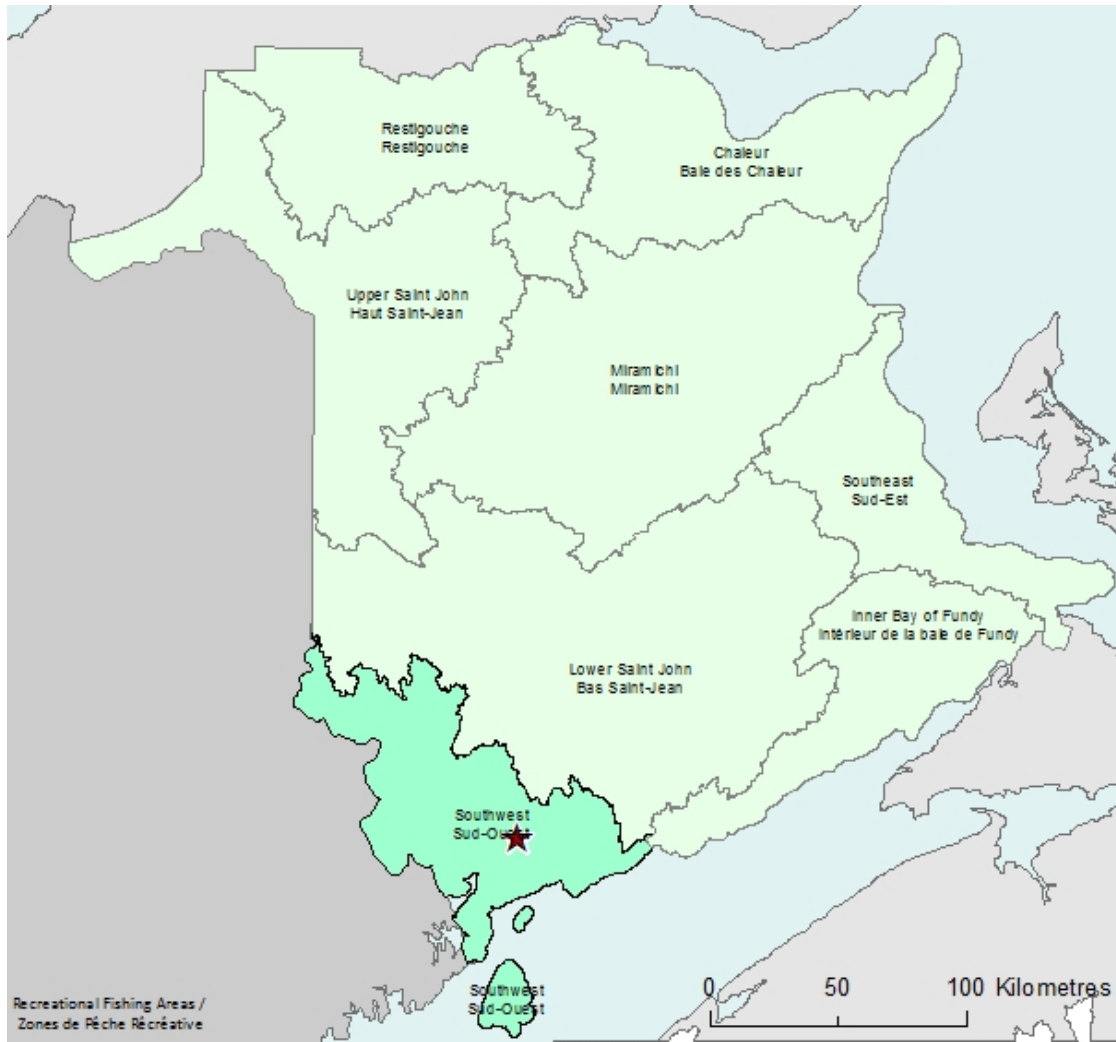 Restigouche
Restigouche
Chaleur
Baie des Chaleur
Upper Saint John
Haut Saint-Jean
Miramichi
Miramichi
Southeast
Sud-Est
Inner Bay of Fundy
Intérieur de la baie de Fundy
Lower Saint John
Bas Saint-Jean
Southwest
Sud-Ouest
Southwest
Sud-Ouest
0 50 100 Kilometres
Recreational Fishing Areas /
Zones de Pêche Récréative